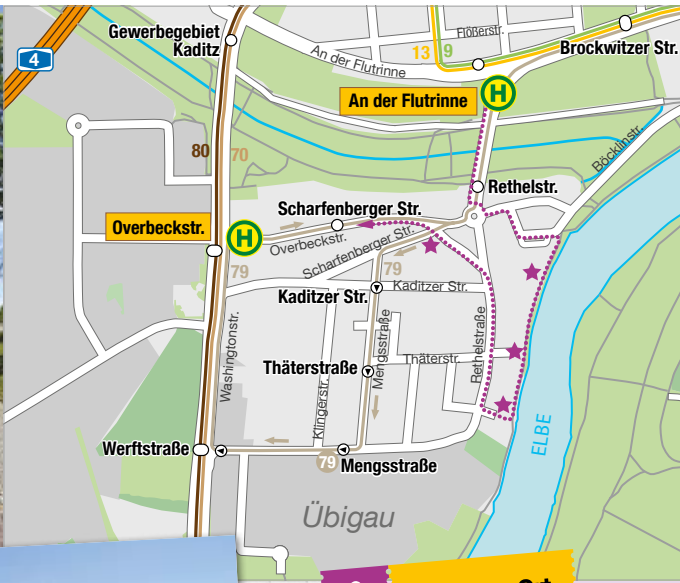 Gewerbegebiet
Kaditz
Flößerstr.
4
13
9
An der Flutrinne
Brockwitzer Str.
An der Flutrinne
H
Böcklinstr.
80
70
Rethelstr.
Scharfenberger Str.
Overbeckstr.
H
Overbeckstr.
Scharfenberger Str.
79
79
Kaditzer Str.
Kaditzer Str.
Washingtonstr.
Mengsstraße
Rethelstraße
Thäterstraße
Thäterstr.
Klingerstr.
ELBE
Werftstraße
79
Mengsstraße
Übigau